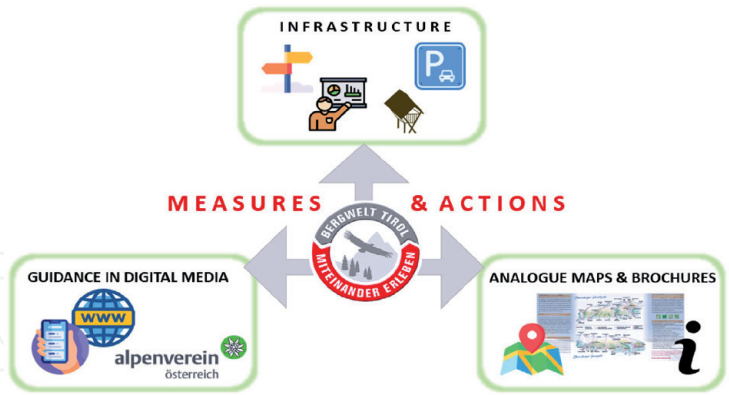 INFRASTRUCTURE
P
MEASURES & ACTIONS
BERGWELT TIROL
MITEINANDER ERLEBEN
GUIDANCE IN DIGITAL MEDIA
WWW
alpenverein
österreich
ANALOGUE MAPS & BROCHURES
i